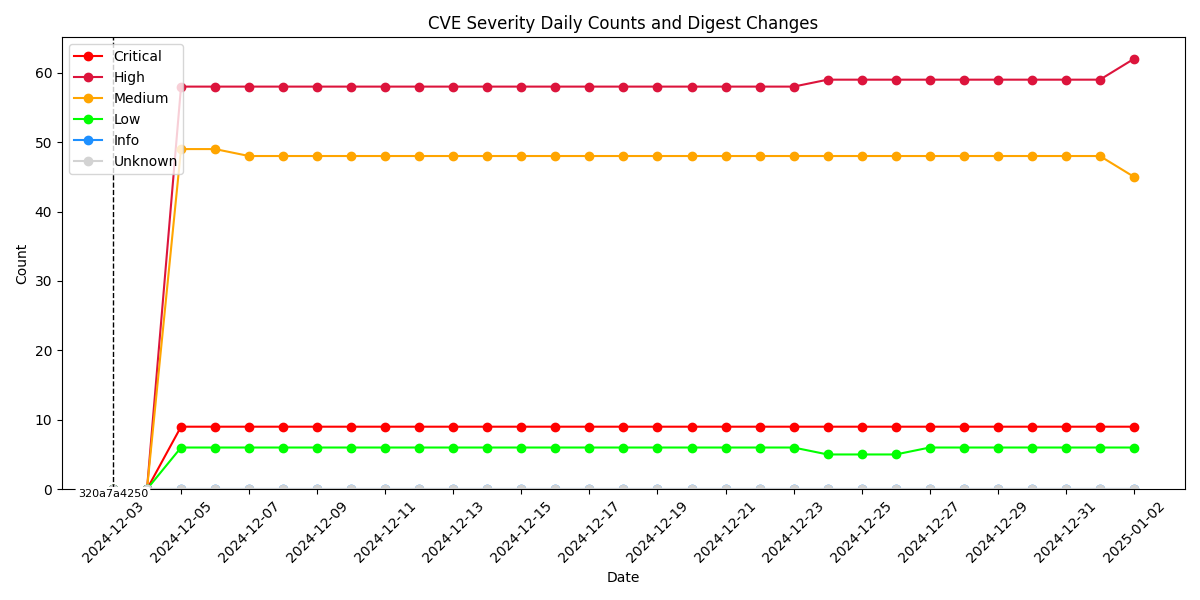 CVE Severity Daily Counts and Digest Changes
Critical
High
Medium
Low
Info
Unknown
Count
60
50
40
30
20
10
0
320a7a4250
2024-12-03
2024-12-05
2024-12-07
2024-12-09
2024-12-11
2024-12-13
2024-12-15
2024-12-17
2024-12-19
2024-12-21
2024-12-23
2024-12-25
2024-12-27
2024-12-29
2024-12-31
2025-01-02
Date